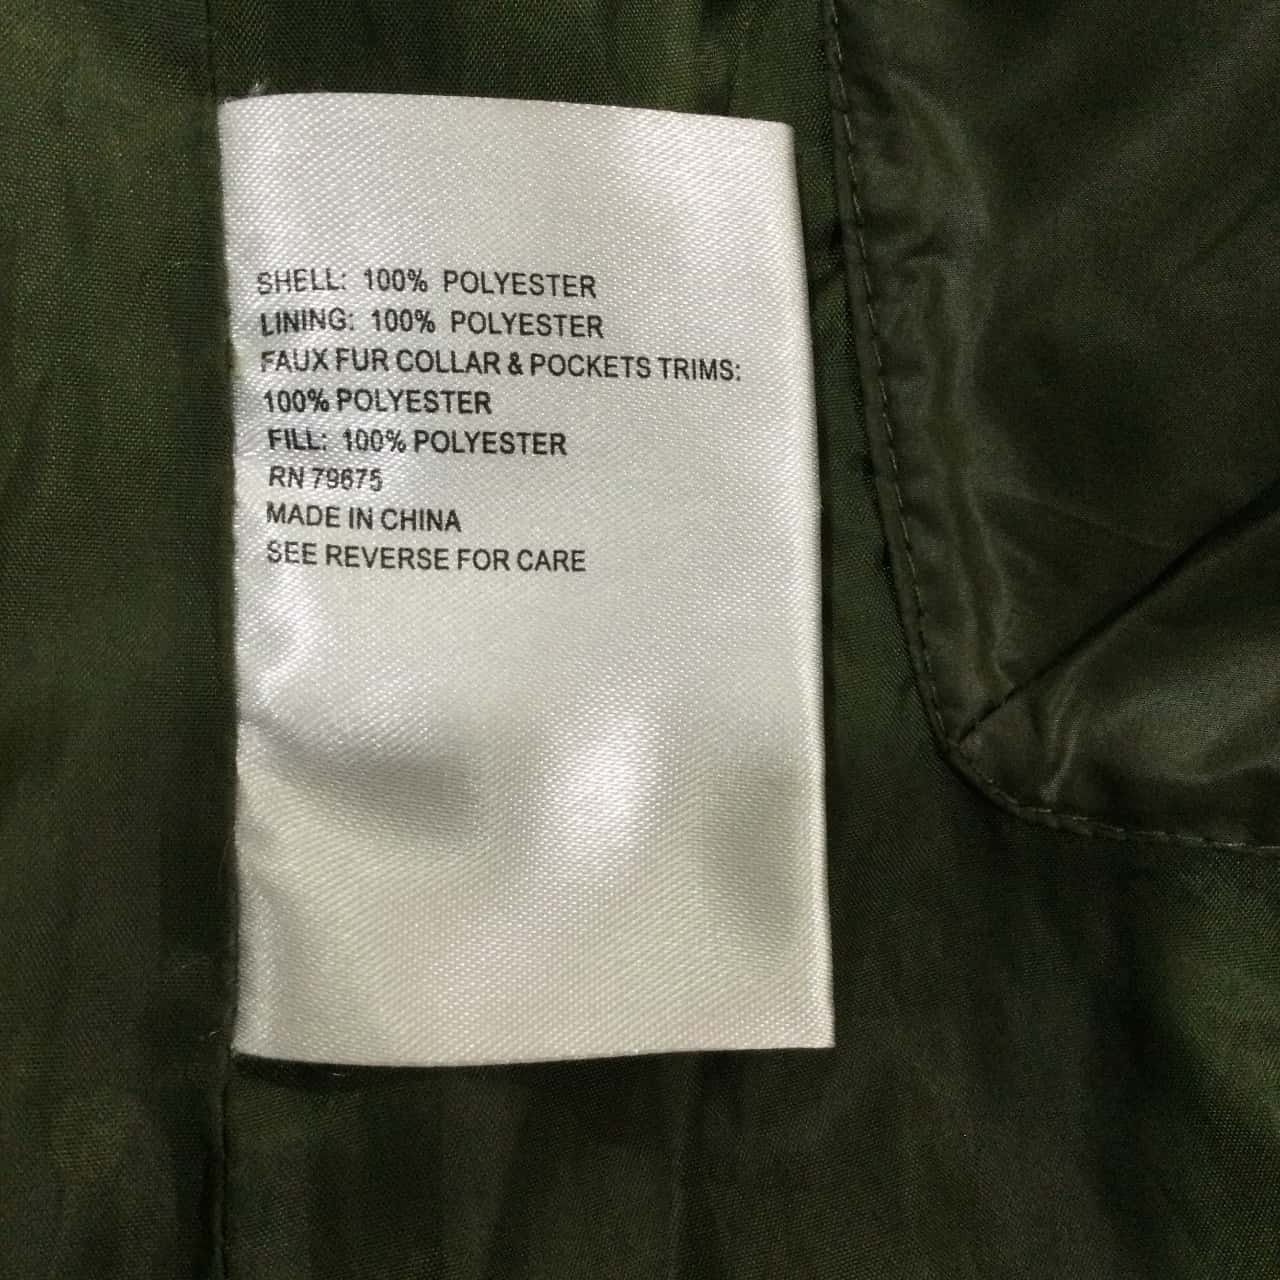 SHELL: 100% POLYESTER
LINING: 100% POLYESTER
FAUX FUR COLLAR & POCKETS TRIMS:
100% POLYESTER
FILL: 100% POLYESTER
RN 79675
MADE IN CHINA
SEE REVERSE FOR CARE